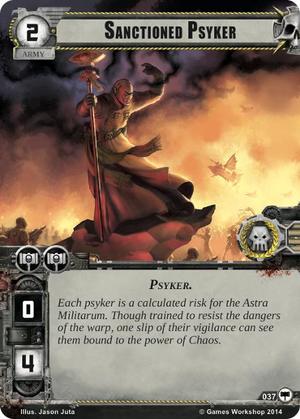 2
SANCTIONED PSYKER
ARMY
PSYKER.
Each psyker is a calculated risk for the Astra
Militarum. Though trained to resist the dangers
of the warp, one slip of their vigilance can see
them bound to the power of Chaos.
0
4
037
Illus. Jason Juta
© Games Workshop 2014